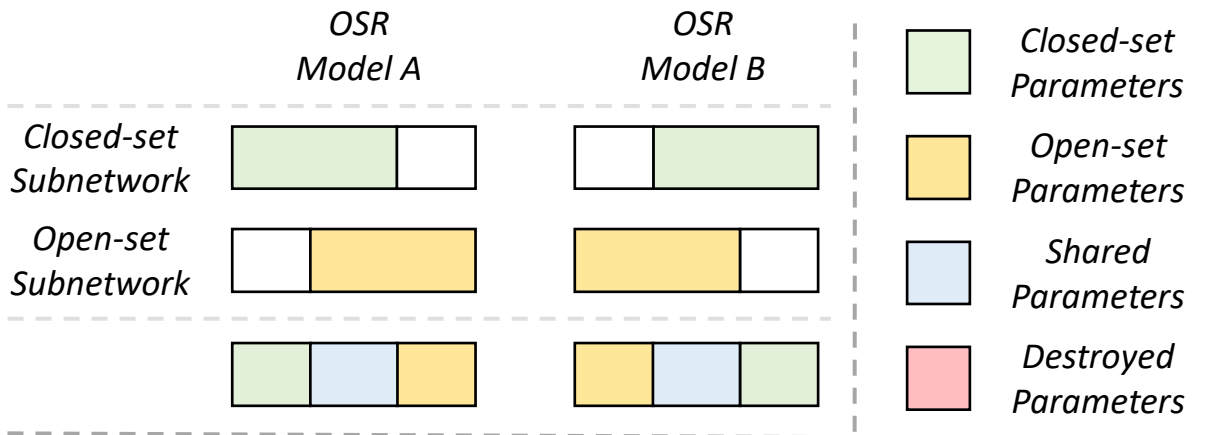 OSR
Model A
OSR
Model B
Closed-set
Subnetwork
Open-set
Subnetwork
Closed-set
Parameters
Open-set
Parameters
Shared
Parameters
Destroyed
Parameters